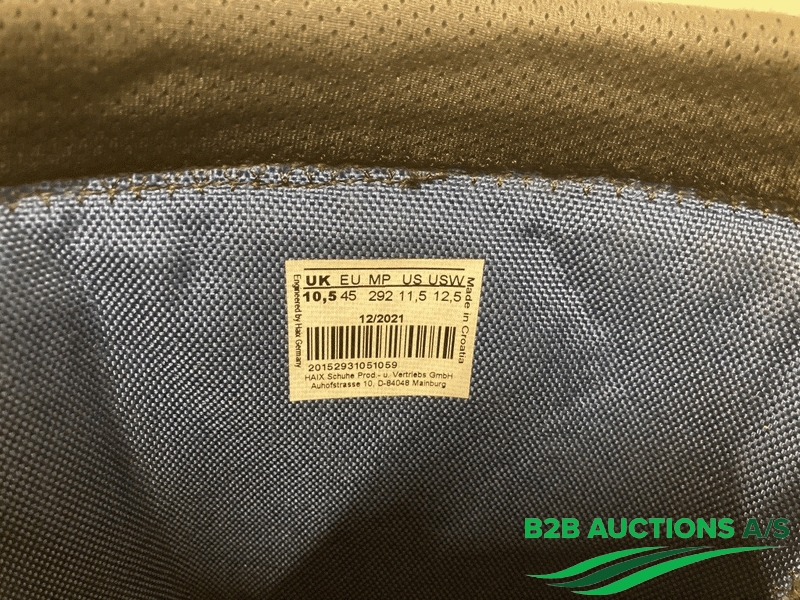 UK EU MP US USW
10,5 45 292 11,5 12,5
12/2021
20152931051059
HAIX Schuhe Prod.- u. Vertriebs GmbH
Auhofstrasse 10, D-84048 Mainburg
Engineered by Haix Germany
Made in Croatia
B2B AUCTIONS A/S